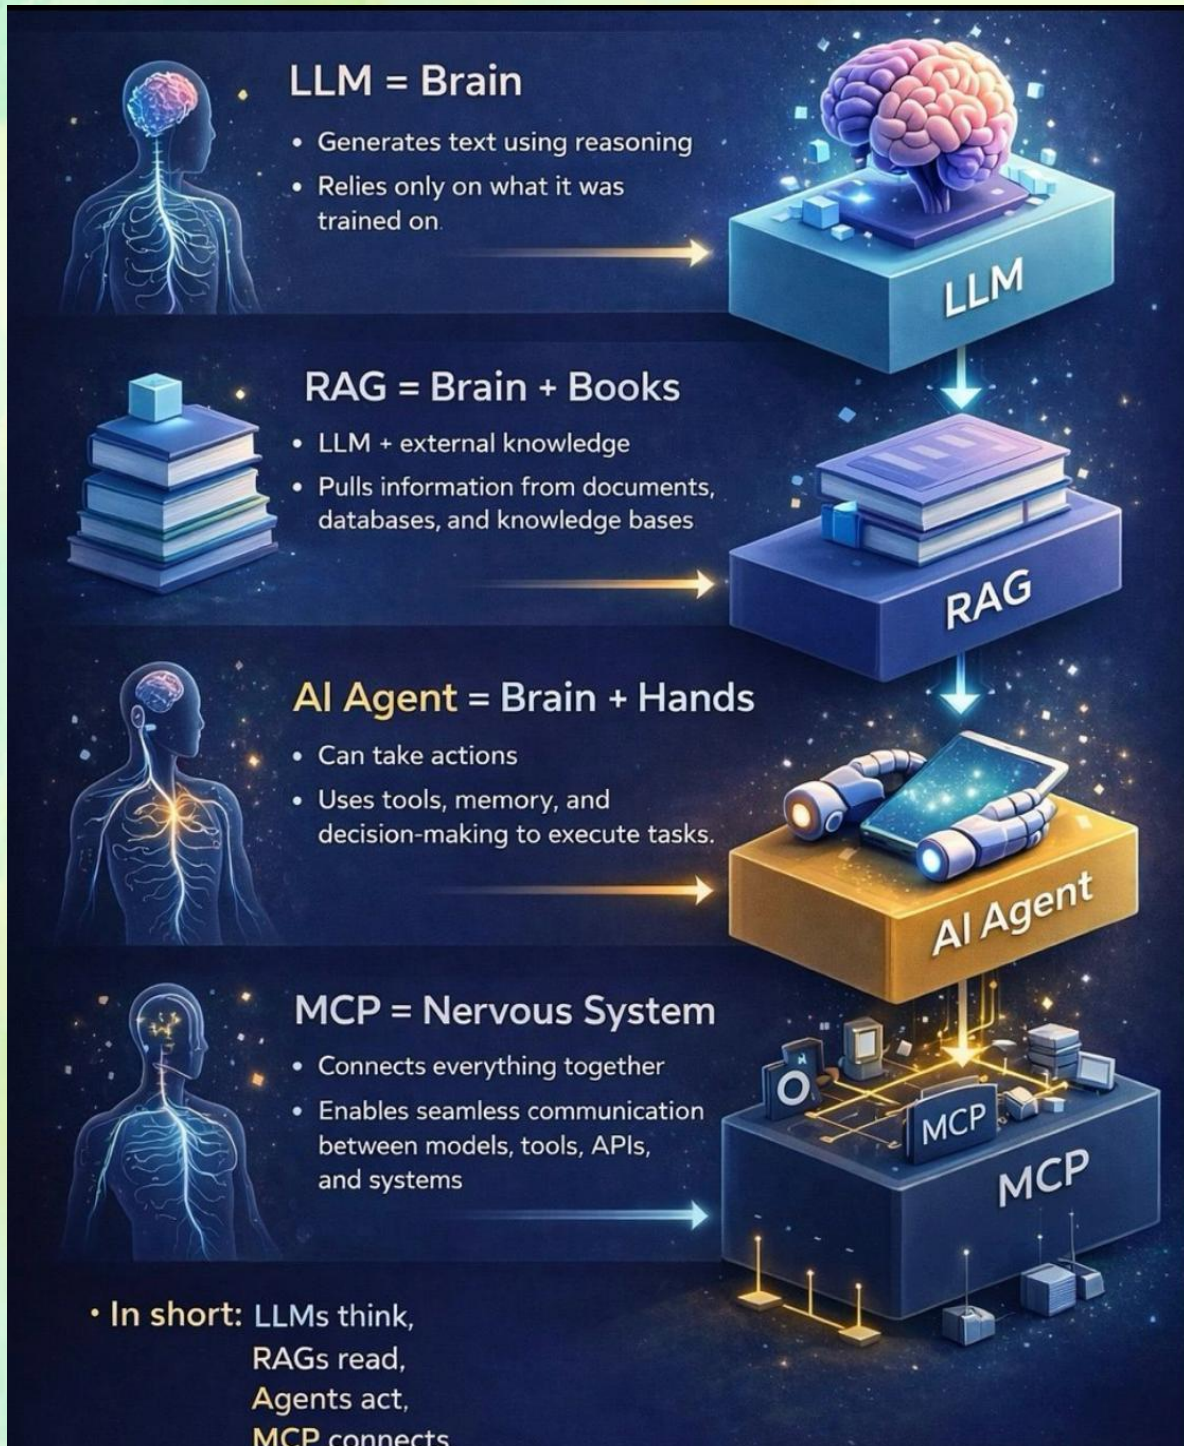 LLM = Brain
• Generates text using reasoning
• Relies only on what it was
trained on.
LLM
RAG = Brain + Books
• LLM + external knowledge
• Pulls information from documents,
databases, and knowledge bases
RAG
AI Agent = Brain + Hands
• Can take actions
• Uses tools, memory, and
decision-making to execute tasks.
AI Agent
MCP = Nervous System
• Connects everything together
• Enables seamless communication
between models, tools, APIs,
and systems
MCP
MCP
• In short: LLMs think,
RAGs read,
Agents act,
MCP connects